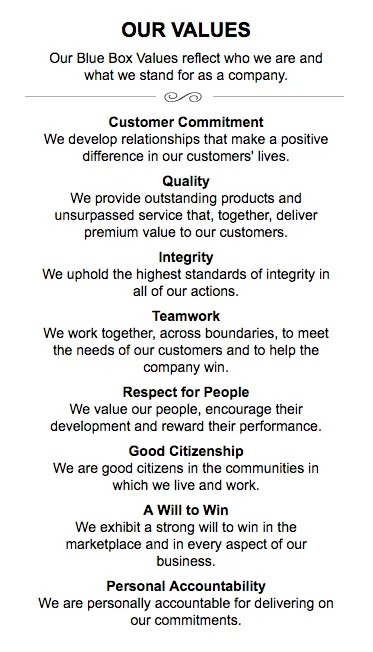 OUR VALUES
Our Blue Box Values reflect who we are and
what we stand for as a company.
Customer Commitment
We develop relationships that make a positive
difference in our customers' lives.
Quality
We provide outstanding products and
unsurpassed service that, together, deliver
premium value to our customers.
Integrity
We uphold the highest standards of integrity in
all of our actions.
Teamwork
We work together, across boundaries, to meet
the needs of our customers and to help the
company win.
Respect for People
We value our people, encourage their
development and reward their performance.
Good Citizenship
We are good citizens in the communities in
which we live and work.
A Will to Win
We exhibit a strong will to win in the
marketplace and in every aspect of our
business.
Personal Accountability
We are personally accountable for delivering on
our commitments.